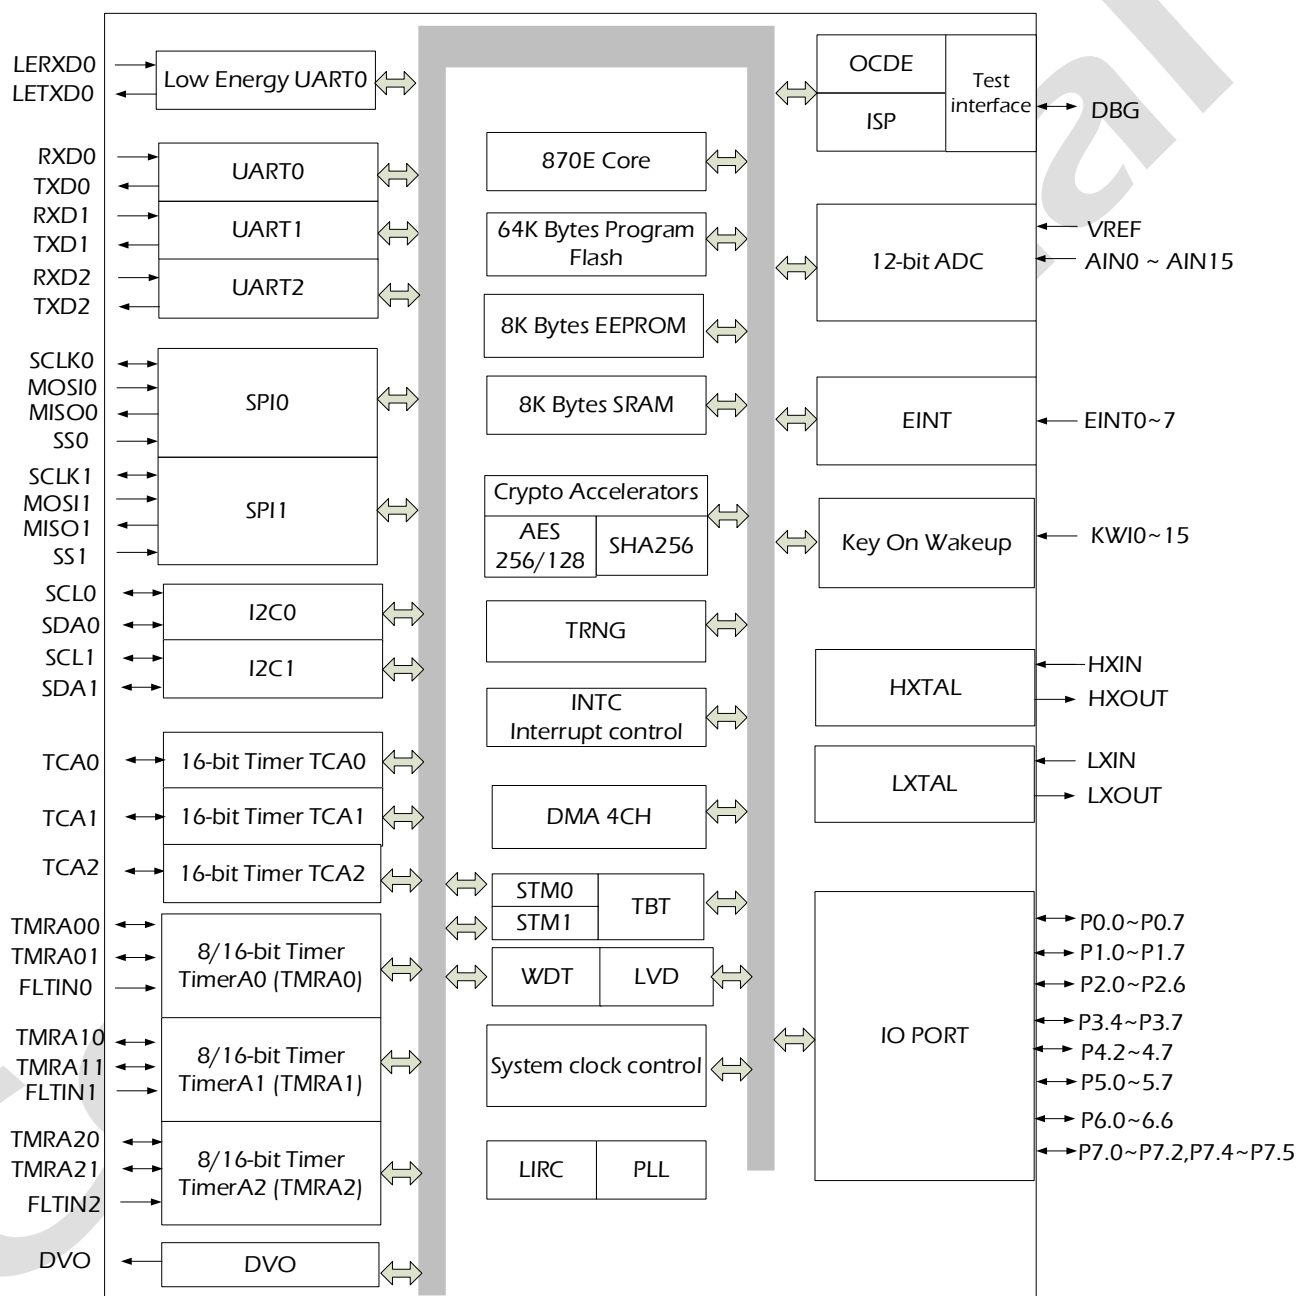 LERXD0
LETXD0
Low Energy UART0
RXD0
TXD0
UART0
RXD1
TXD1
UART1
RXD2
TXD2
UART2
SCLK0
MOSI0
MISO0
SS0
SPI0
SCLK1
MOSI1
MISO1
SS1
SPI1
SCL0
SDA0
I2C0
SCL1
SDA1
I2C1
TCA0
16-bit Timer TCA0
TCA1
16-bit Timer TCA1
TCA2
16-bit Timer TCA2
TMRA00
TMRA01
FLTIN0
8/16-bit Timer
TimerA0 (TMRA0)
TMRA10
TMRA11
FLTIN1
8/16-bit Timer
TimerA1 (TMRA1)
TMRA20
TMRA21
FLTIN2
8/16-bit Timer
TimerA2 (TMRA2)
DVO
DVO
870E Core
64K Bytes Program
Flash
8K Bytes EEPROM
8K Bytes SRAM
Crypto Accelerators
AES
256/128
SHA256
TRNG
INTC
Interrupt control
DMA 4CH
STM0
STM1
TBT
WDT
LVD
System clock control
LIRC
PLL
OCDE
ISP
Test
interface
DBG
12-bit ADC
VREF
AIN0 ~ AIN15
EINT
EINT0~7
Key On Wakeup
KWI0~15
HXTAL
HXIN
HXOUT
LXTAL
LXIN
LXOUT
IO PORT
P0.0~P0.7
P1.0~P1.7
P2.0~P2.6
P3.4~P3.7
P4.2~4.7
P5.0~5.7
P6.0~6.6
P7.0~P7.2,P7.4~P7.5